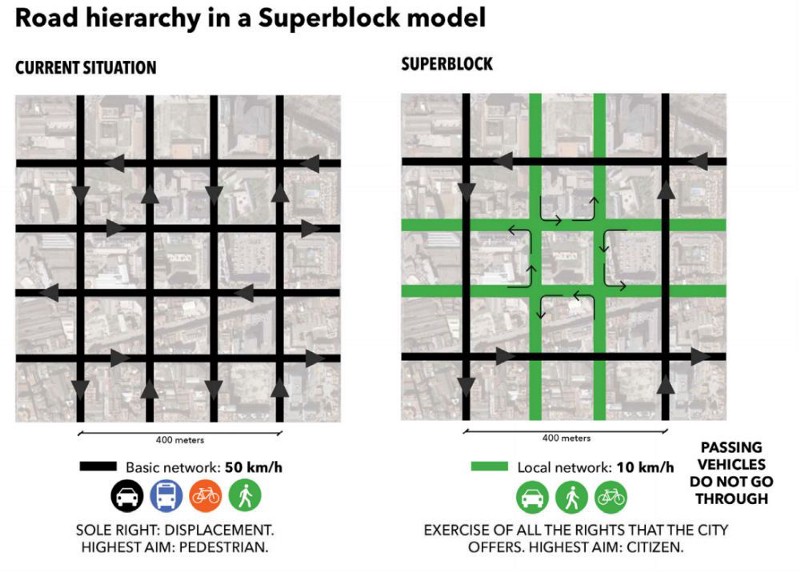 Road hierarchy in a Superblock model
CURRENT SITUATION
SUPERBLOCK
400 meters
400 meters
Basic network: 50 km/h
Local network: 10 km/h
PASSING
VEHICLES
DO NOT GO
THROUGH
SOLE RIGHT: DISPLACEMENT.
HIGHEST AIM: PEDESTRIAN.
EXERCISE OF ALL THE RIGHTS THAT THE CITY
OFFERS. HIGHEST AIM: CITIZEN.